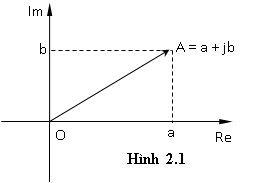 Im
b
A = a + jb
O
a
Re
Hình 2.1